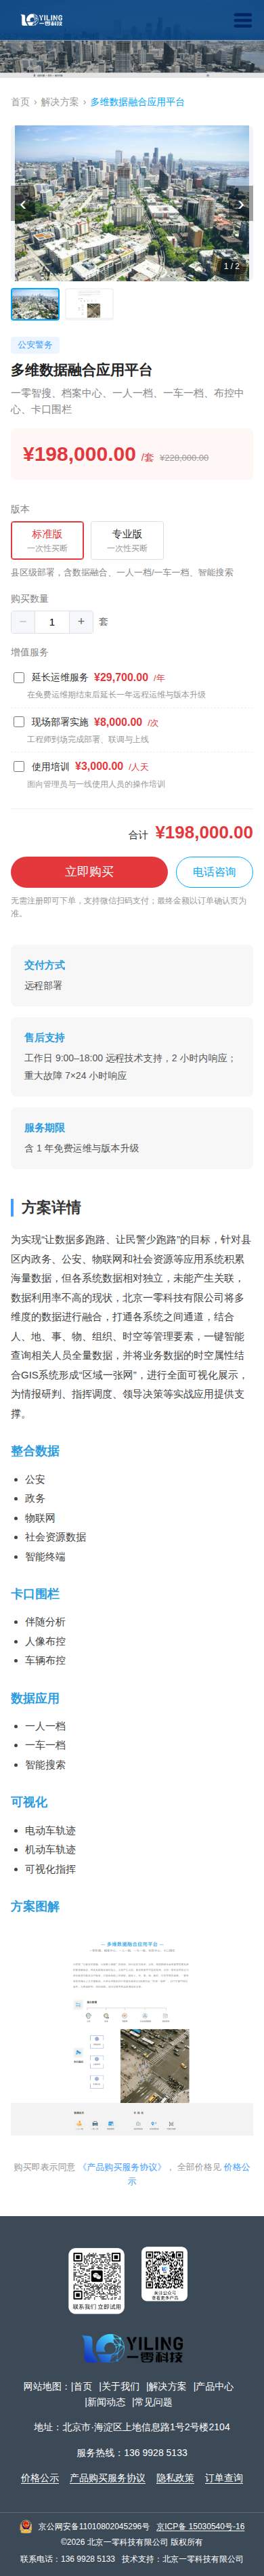 YILING
一零科技
首页 › 解决方案 › 多维数据融合应用平台
1 / 2
公安警务
多维数据融合应用平台
一零智搜、档案中心、一人一档、一车一档、布控中
心、卡口围栏
¥198,000.00 /套 ¥228,000.00
版本
标准版
一次性买断
专业版
一次性买断
县区级部署，含数据融合、一人一档/一车一档、智能搜索
购买数量
− 1 + 套
增值服务
延长运维服务 ¥29,700.00 /年
在免费运维期结束后延长一年远程运维与版本升级
现场部署实施 ¥8,000.00 /次
工程师到场完成部署、联调与上线
使用培训 ¥3,000.00 /人天
面向管理员与一线使用人员的操作培训
合计 ¥198,000.00
立即购买
电话咨询
无需注册即可下单，支持微信扫码支付；最终金额以订单确认页为
准。
交付方式
远程部署
售后支持
工作日 9:00–18:00 远程技术支持，2 小时内响应；
重大故障 7×24 小时响应
服务期限
含 1 年免费运维与版本升级
方案详情
为实现“让数据多跑路、让民警少跑路”的目标，针对县
区内政务、公安、物联网和社会资源等应用系统积累
海量数据，但各系统数据相对独立，未能产生关联，
数据利用率不高的现状，北京一零科技有限公司将多
维度的数据进行融合，打通各系统之间通道，结合
人、地、事、物、组织、时空等管理要素，一键智能
查询相关人员全量数据，并将业务数据的时空属性结
合GIS系统形成“区域一张网”，进行全面可视化展示，
为情报研判、指挥调度、领导决策等实战应用提供支
撑。
整合数据
• 公安
• 政务
• 物联网
• 社会资源数据
• 智能终端
卡口围栏
• 伴随分析
• 人像布控
• 车辆布控
数据应用
• 一人一档
• 一车一档
• 智能搜索
可视化
• 电动车轨迹
• 机动车轨迹
• 可视化指挥
方案图解
多维数据融合应用平台
购买即表示同意 《产品购买服务协议》 ，全部价格见 价格公
示
联系我们 立即试用
YILING
一零科技
网站地图：|首页 |关于我们 |解决方案 |产品中心
|新闻动态 |常见问题
地址：北京市·海淀区上地信息路1号2号楼2104
服务热线：136 9928 5133
价格公示 产品购买服务协议 隐私政策 订单查询
京公网安备11010802045296号 京ICP备 15030540号-16
©2026 北京一零科技有限公司 版权所有
联系电话：136 9928 5133 技术支持：北京一零科技有限公司